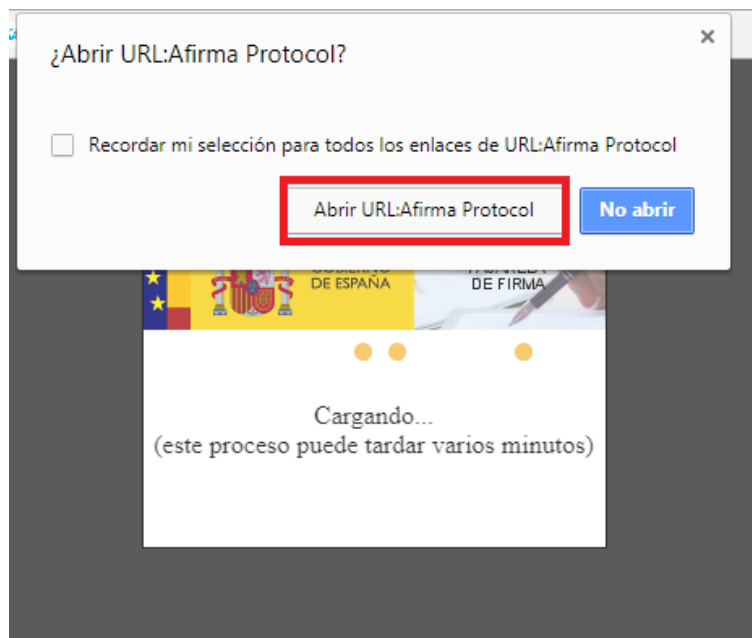 ¿Abrir URL:Afirma Protocol?
Recordar mi selección para todos los enlaces de URL:Afirma Protocol
Abrir URL:Afirma Protocol
No abrir
DE ESPAÑA
DE FIRMA
Cargando...
(este proceso puede tardar varios minutos)